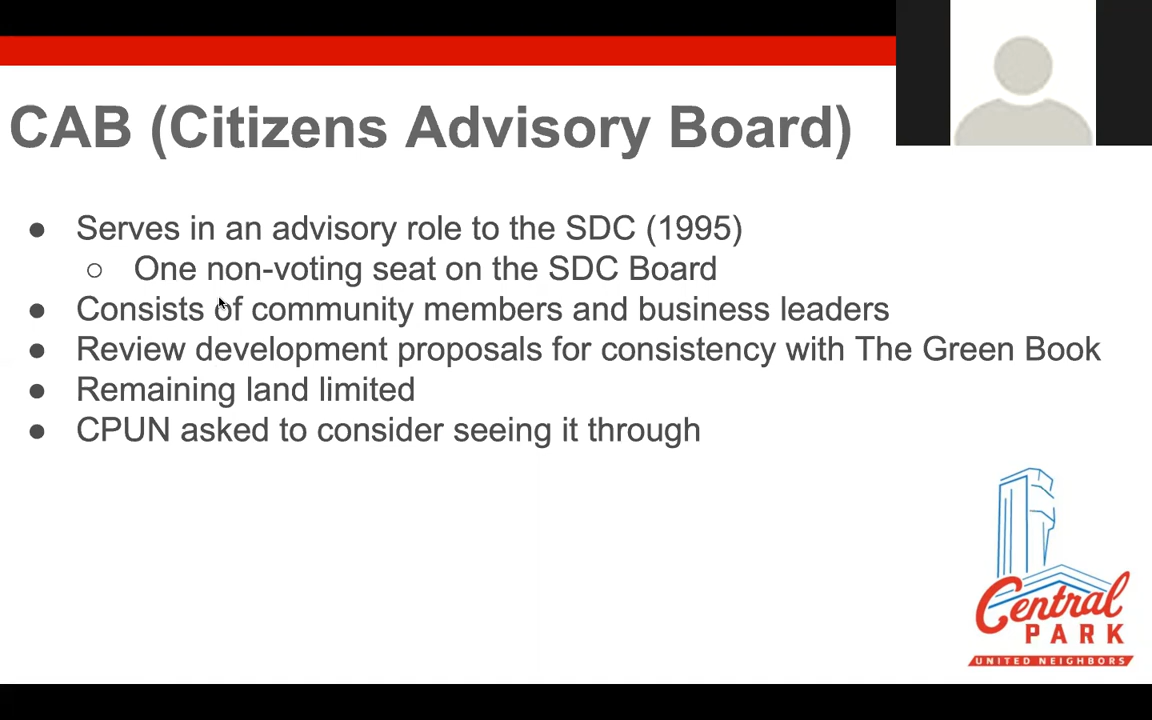 CAB (Citizens Advisory Board)
● Serves in an advisory role to the SDC (1995)
○ One non-voting seat on the SDC Board
● Consists of community members and business leaders
● Review development proposals for consistency with The Green Book
● Remaining land limited
● CPUN asked to consider seeing it through
Central
PARK
UNITED NEIGHBORS